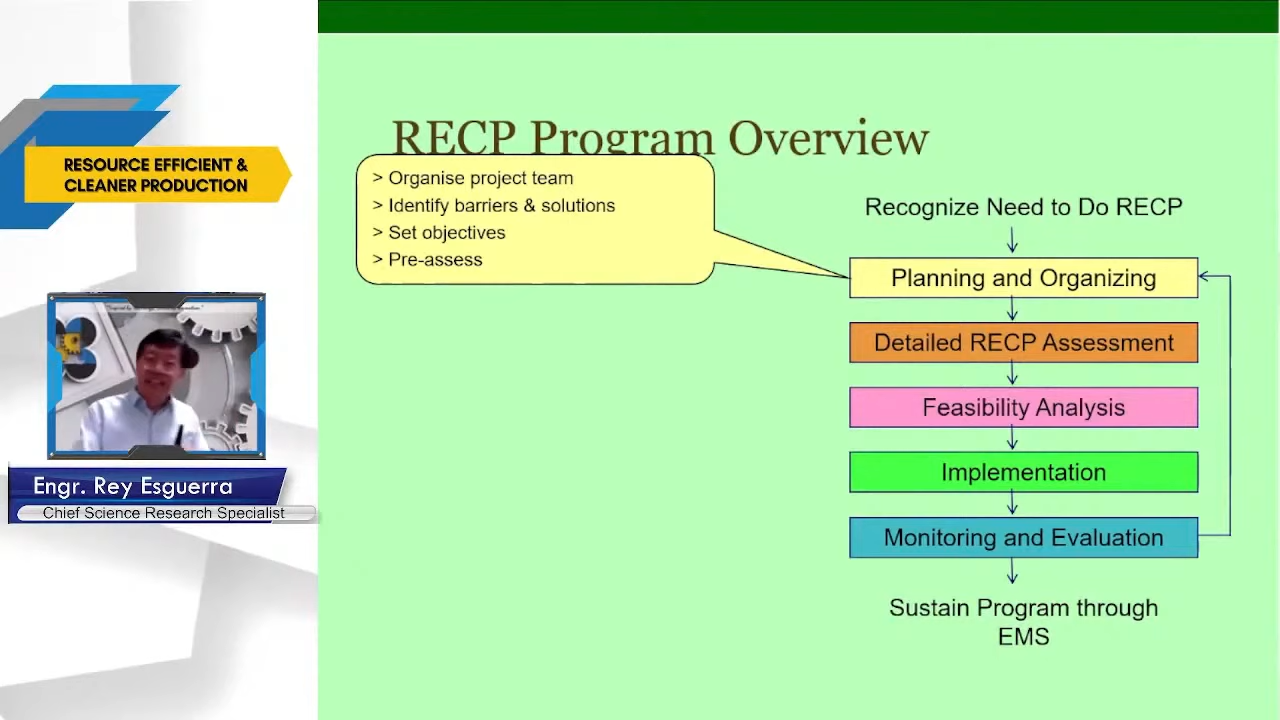 RESOURCE EFFICIENT &
CLEANER PRODUCTION
Engr. Rey Esguerra
Chief Science Research Specialist
RECP Program Overview
> Organise project team
> Identify barriers & solutions
> Set objectives
> Pre-assess
Recognize Need to Do RECP
Planning and Organizing
Detailed RECP Assessment
Feasibility Analysis
Implementation
Monitoring and Evaluation
Sustain Program through
EMS